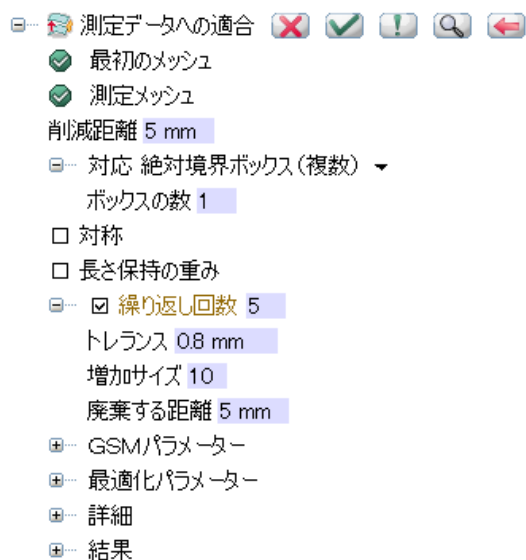 測定データへの適合
最初のメッシュ
測定メッシュ
削減距離 5 mm
対応 絶対境界ボックス(複数)
ボックスの数 1
対称
長さ保持の重み
繰り返し回数 5
トレランス 0.8 mm
増加サイズ 10
廃棄する距離 5 mm
GSMパラメーター
最適化パラメーター
詳細
結果